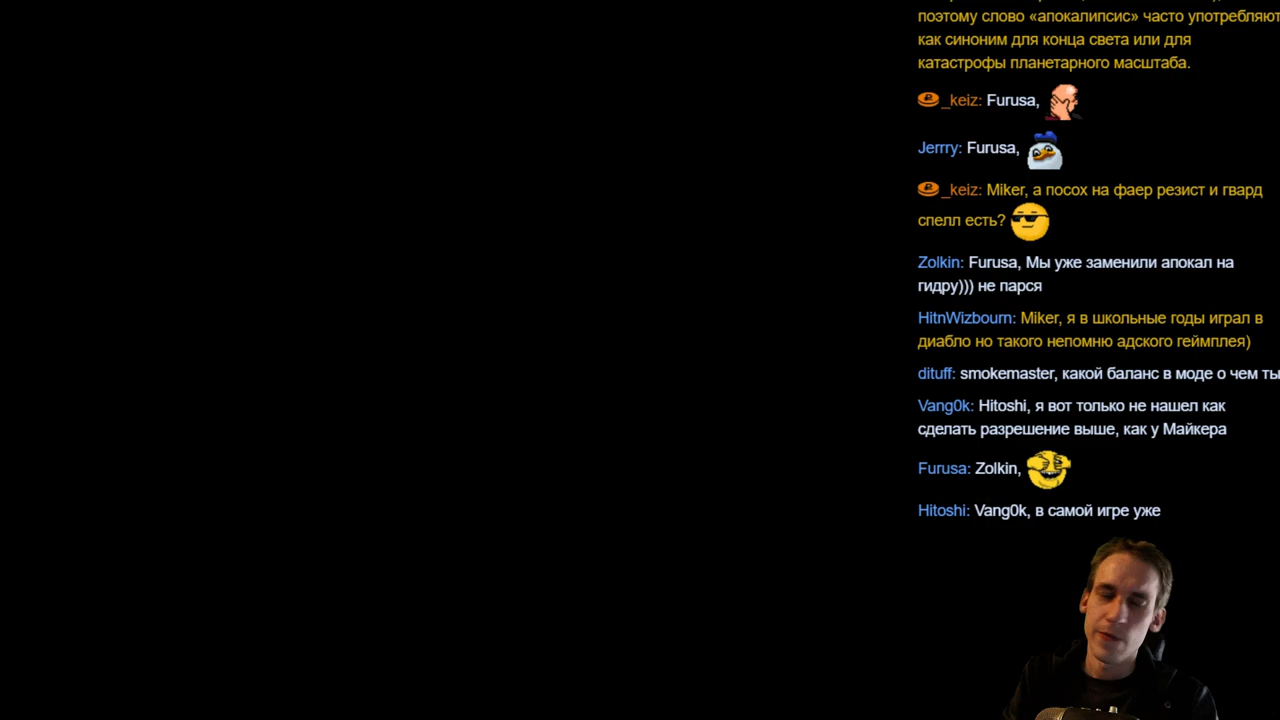 поэтому слово «апокалипсис» часто употребляют
как синоним для конца света или для
катастрофы планетарного масштаба.
_keiz: Furusa,
Jerrry: Furusa,
_keiz: Miker, а посох на фаер резист и гвард
спелл есть?
Zolkin: Furusa, Мы уже заменили апокал на
гидру))) не парся
HitnWizbourn: Miker, я в школьные годы играл в
диабло но такого непомню адского геймплея)
dituff: smokemaster, какой баланс в моде о чем ты
Vang0k: Hitoshi, я вот только не нашел как
сделать разрешение выше, как у Майкера
Furusa: Zolkin,
Hitoshi: Vang0k, в самой игре уже